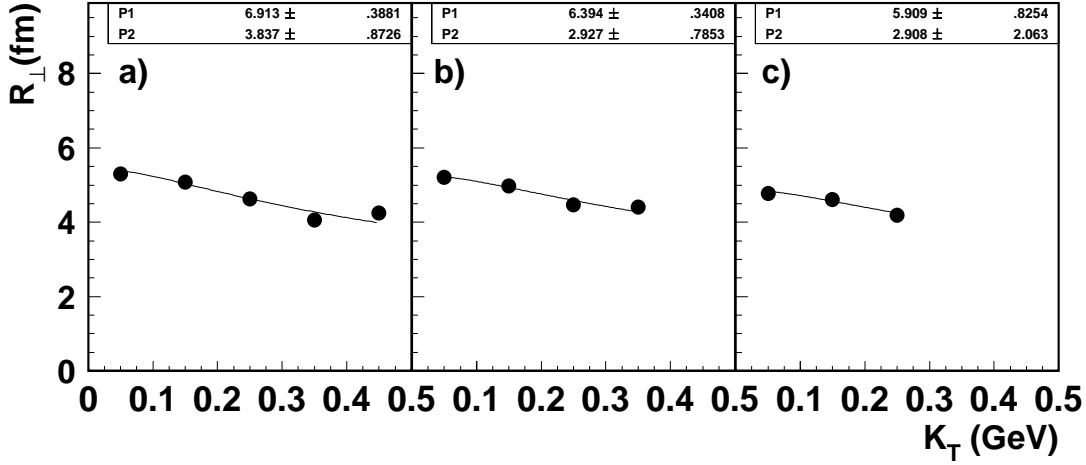 P1 6.913 ± .3881
P2 3.837 ± .8726
P1 6.394 ± .3408
P2 2.927 ± .7853
P1 5.909 ± .8254
P2 2.908 ± 2.063
R⊥(fm)
a)
b)
c)
8
6
4
2
0
0 0.1 0.2 0.3 0.4 0.5 0.1 0.2 0.3 0.4 0.5 0.1 0.2 0.3 0.4 0.5
K_T (GeV)